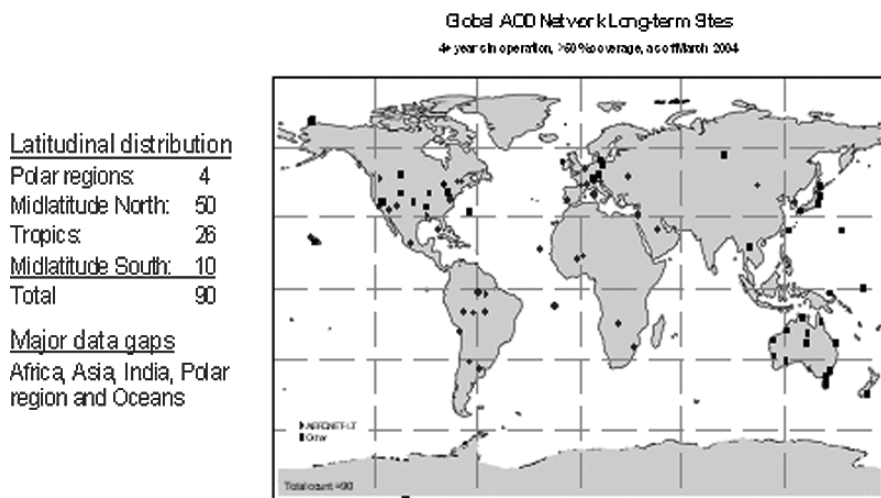 Global AOD Network Long-term Sites
4+ years in operation, >60 % coverage, as of March 2004
Latitudinal distribution
Polar regions: 4
Midlatitude North: 50
Tropics: 26
Midlatitude South: 10
Total 90
Major data gaps
Africa, Asia, India, Polar
region and Oceans
AERONET-LT
Other
Total count =90